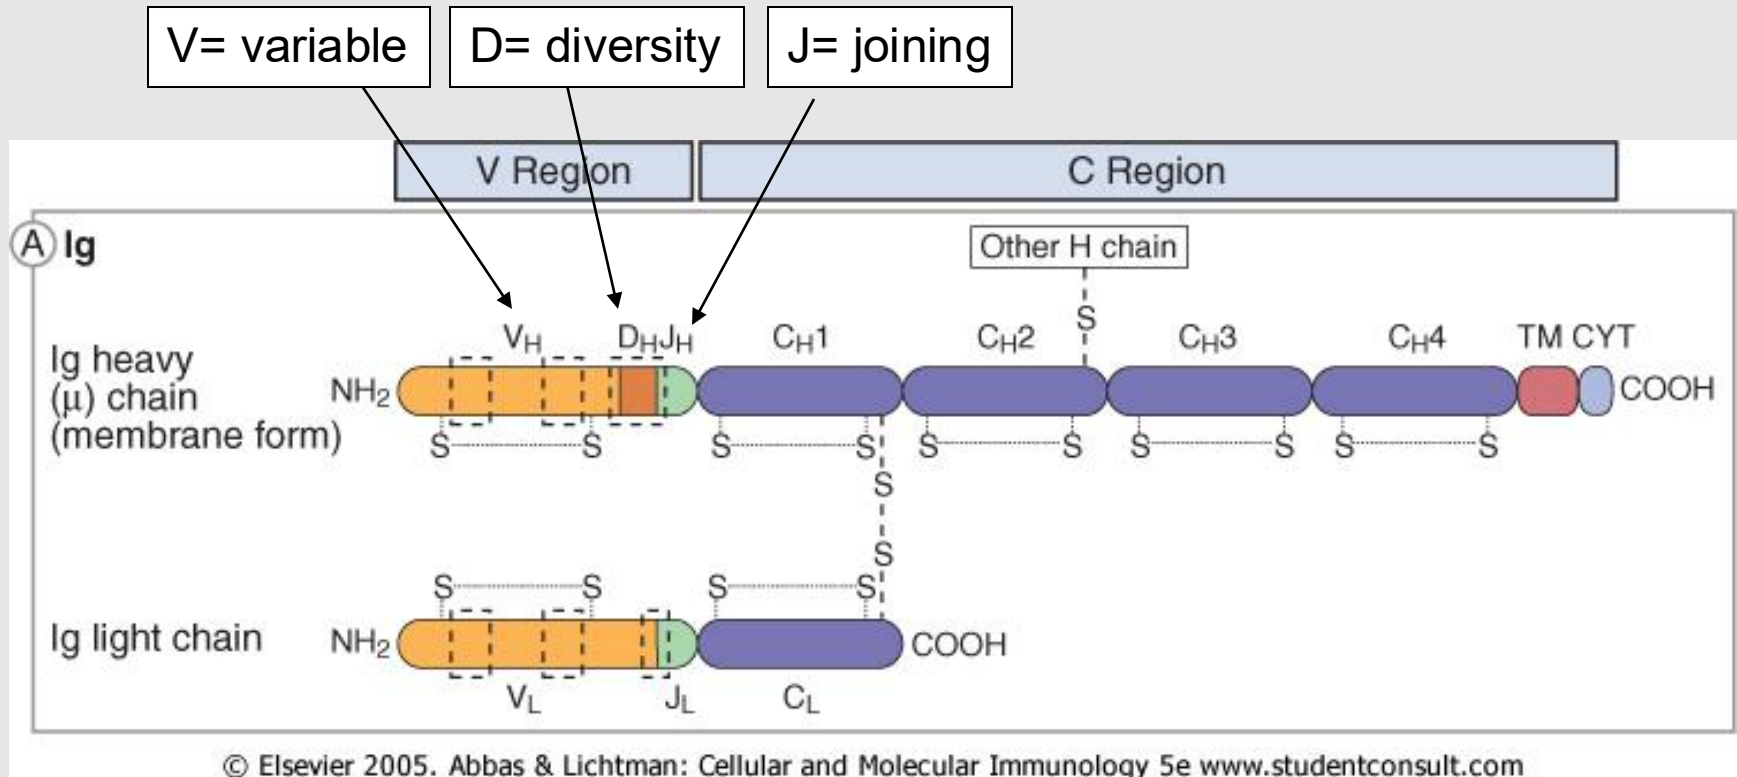 V= variable D= diversity J= joining
V Region C Region
A Ig
Other H chain
S
VH DHJH CH1 CH2 CH3 CH4 TM CYT
Ig heavy
(μ) chain
(membrane form)
NH2 COOH
S S S S S S S S S S
S
S
S S S S
Ig light chain NH2 COOH
VL JL CL
© Elsevier 2005. Abbas & Lichtman: Cellular and Molecular Immunology 5e www.studentconsult.com